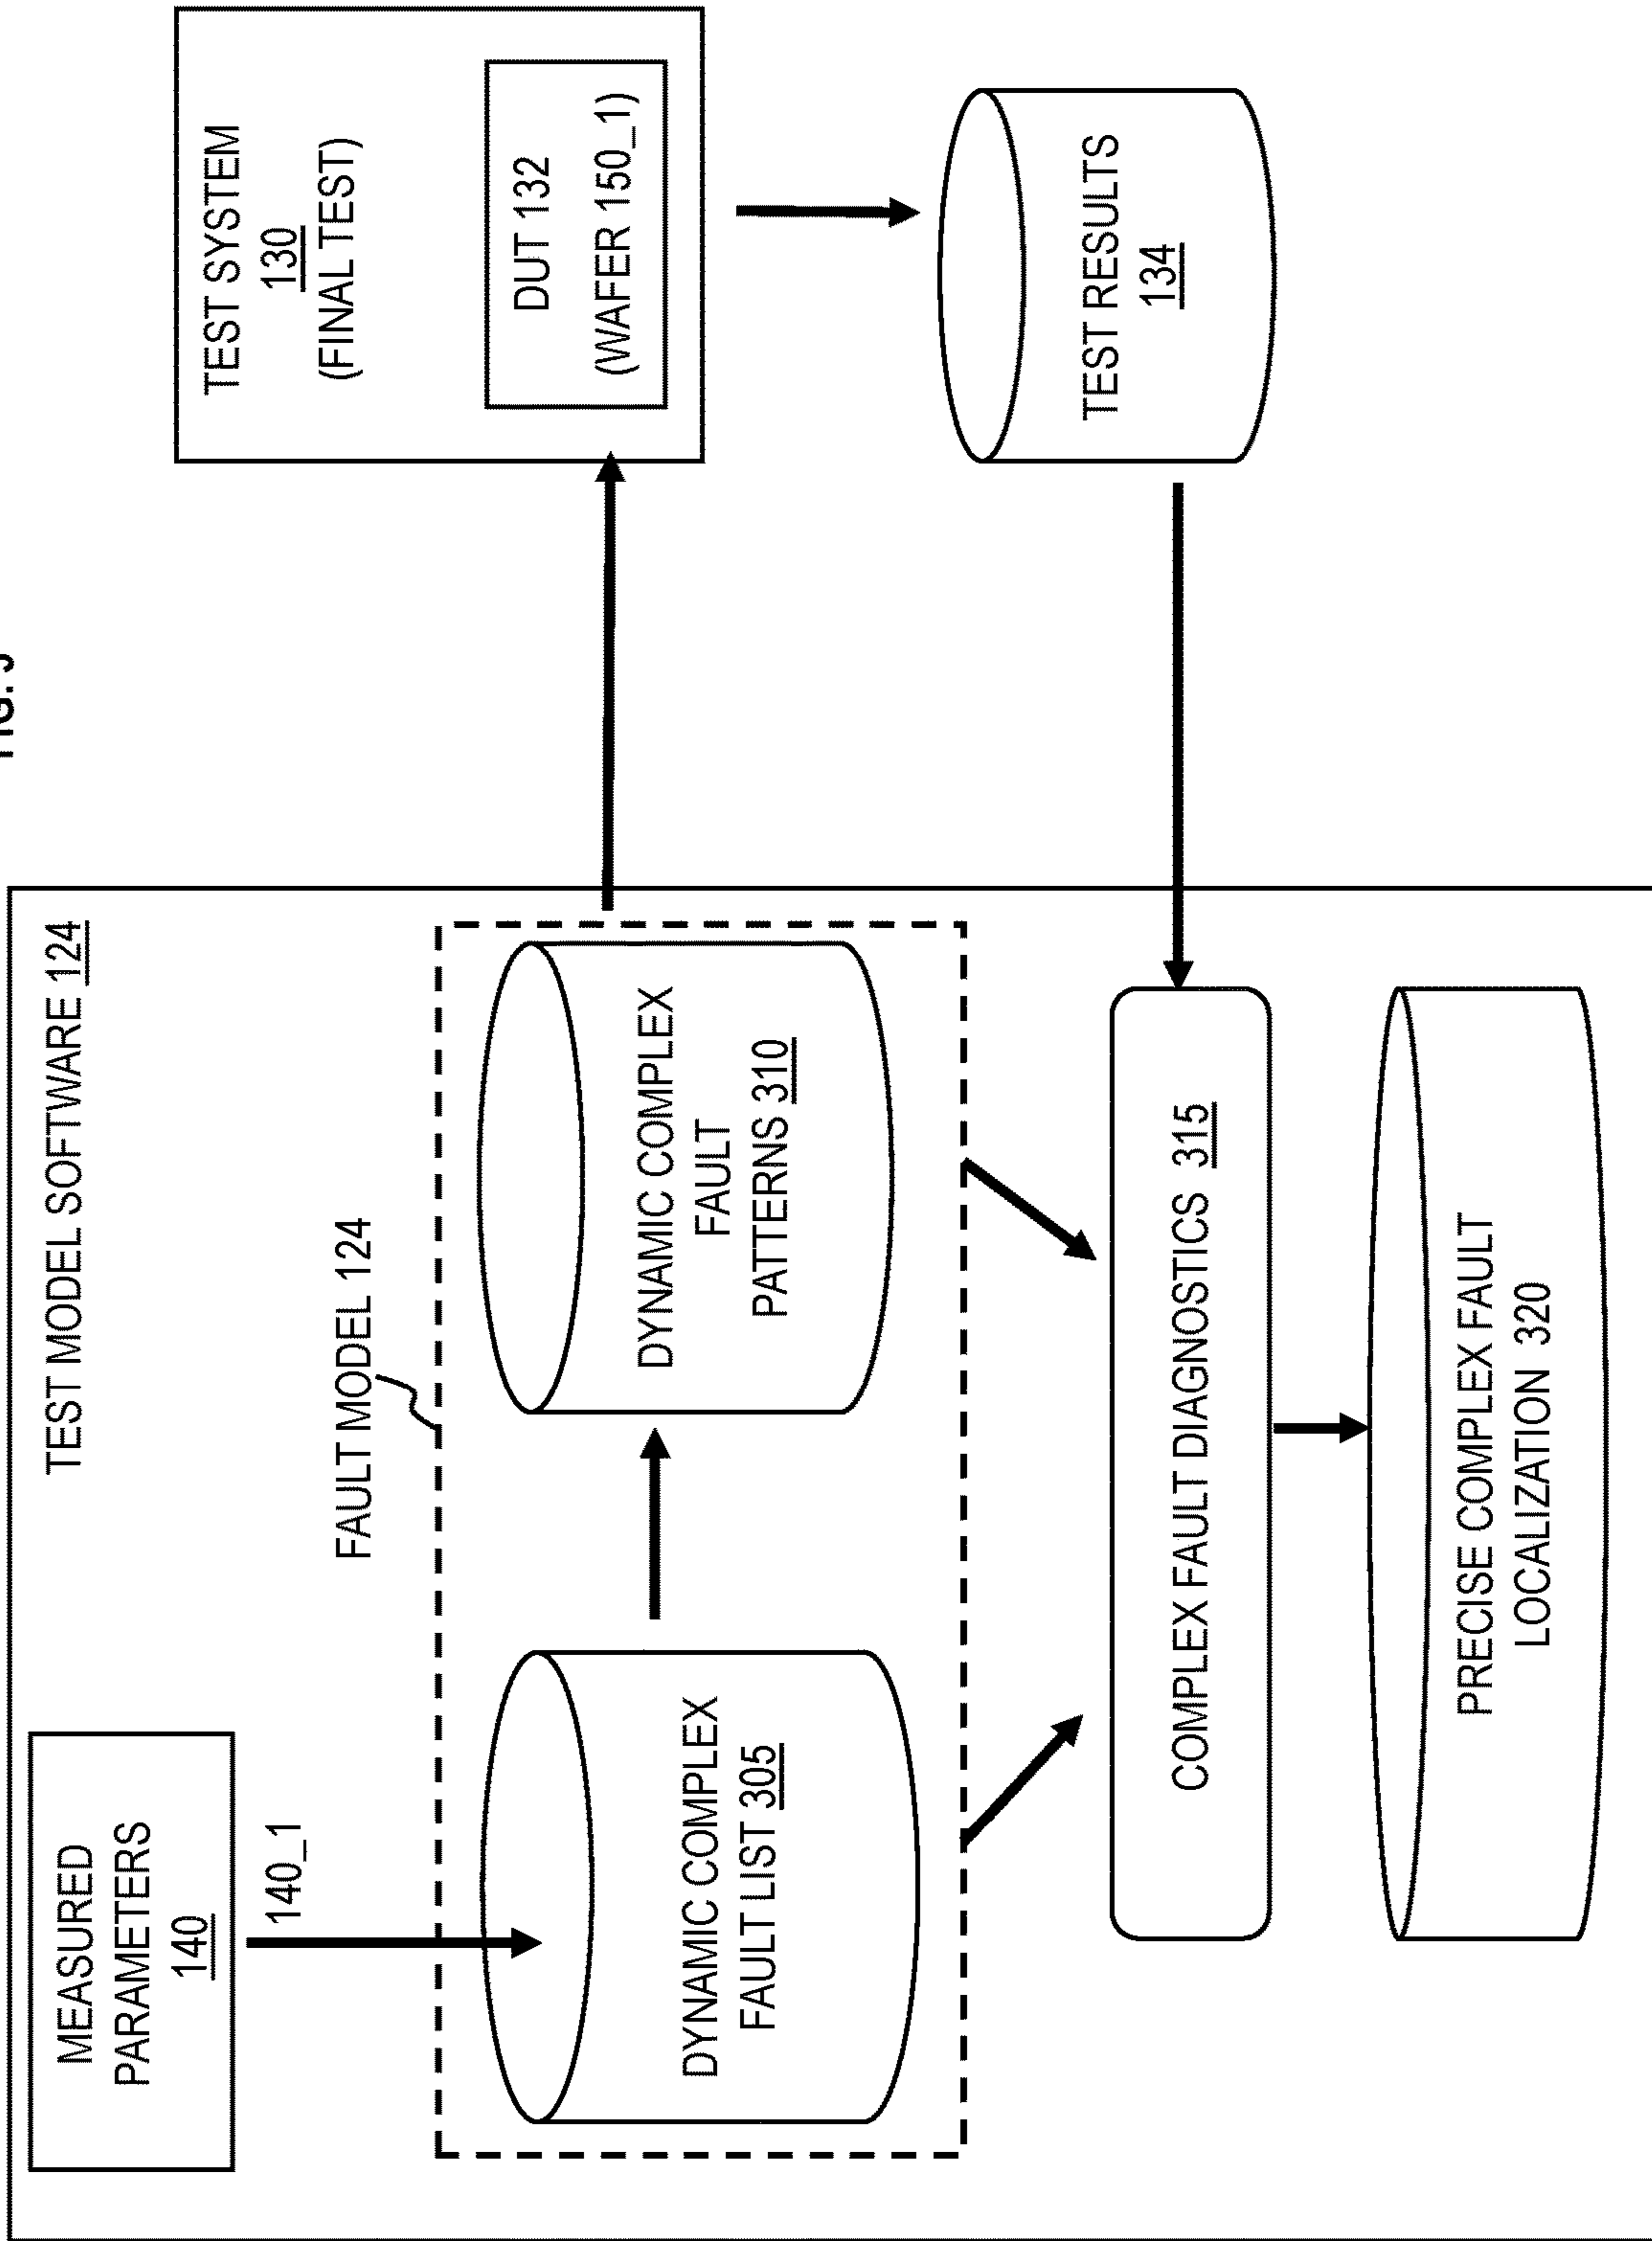 FIG.
TEST MODEL SOFTWARE 124
MEASURED
PARAMETERS
140
140_1
FAULT MODEL 124
DYNAMIC COMPLEX
FAULT LIST 305
DYNAMIC COMPLEX
FAULT
PATTERNS 310
COMPLEX FAULT DIAGNOSTICS 315
PRECISE COMPLEX FAULT
LOCALIZATION 320
TEST SYSTEM
130
(FINAL TEST)
DUT 132
(WAFER 150_1)
TEST RESULTS
134